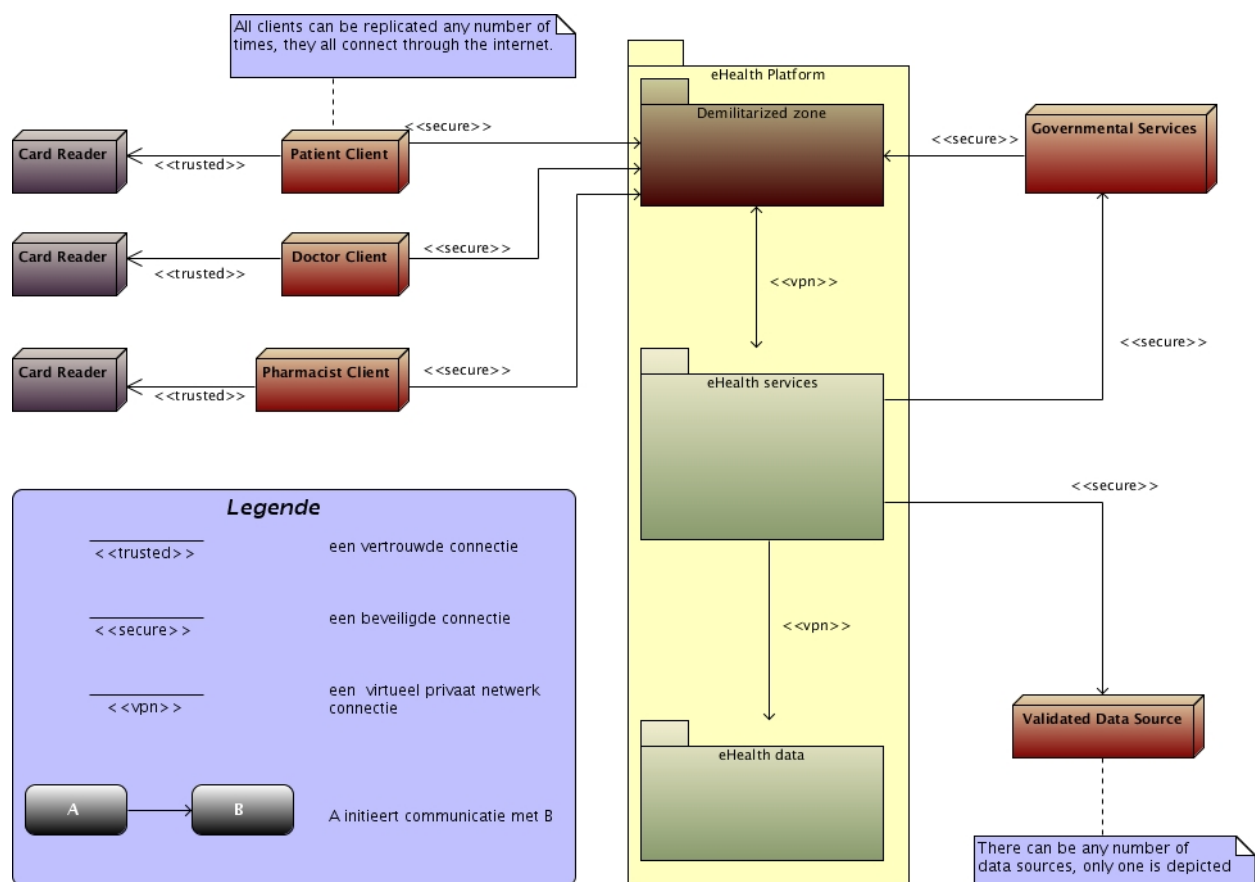 All clients can be replicated any number of
times, they all connect through the internet.
eHealth Platform
Demilitarized zone
Card Reader
<<trusted>>
Patient Client
<<secure>>
<<secure>>
Governmental Services
Card Reader
<<trusted>>
Doctor Client
<<secure>>
<<vpn>>
Card Reader
<<trusted>>
Pharmacist Client
<<secure>>
<<secure>>
eHealth services
<<secure>>
<<vpn>>
Validated Data Source
eHealth data
There can be any number of
data sources, only one is depicted
Legende
<<trusted>>
een vertrouwde connectie
<<secure>>
een beveiligde connectie
<<vpn>>
een virtueel privaat netwerk
connectie
A
B
A initieert communicatie met B